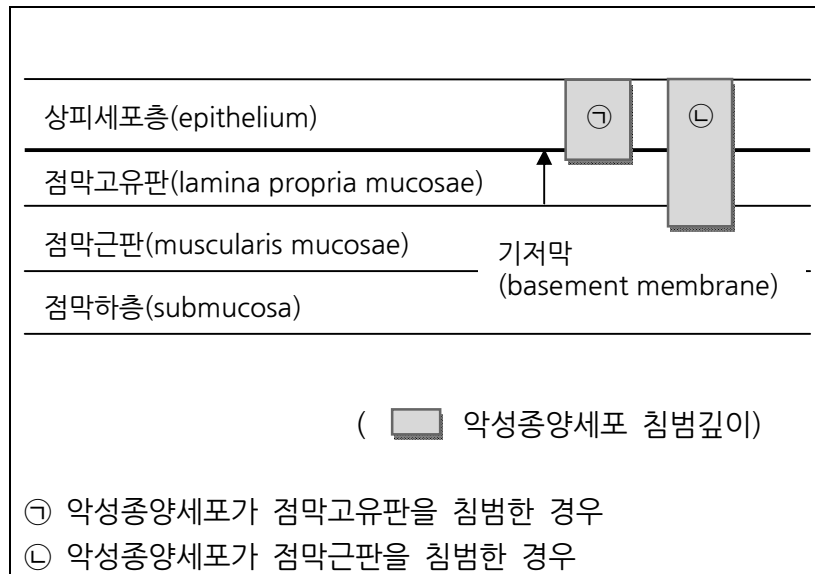 상피세포층(epithelium)
㉠
㉡
점막고유판(lamina propria mucosae)
점막근판(muscularis mucosae)
기저막
(basement membrane)
점막하층(submucosa)
( 악성종양세포 침범깊이)
㉠ 악성종양세포가 점막고유판을 침범한 경우
㉡ 악성종양세포가 점막근판을 침범한 경우